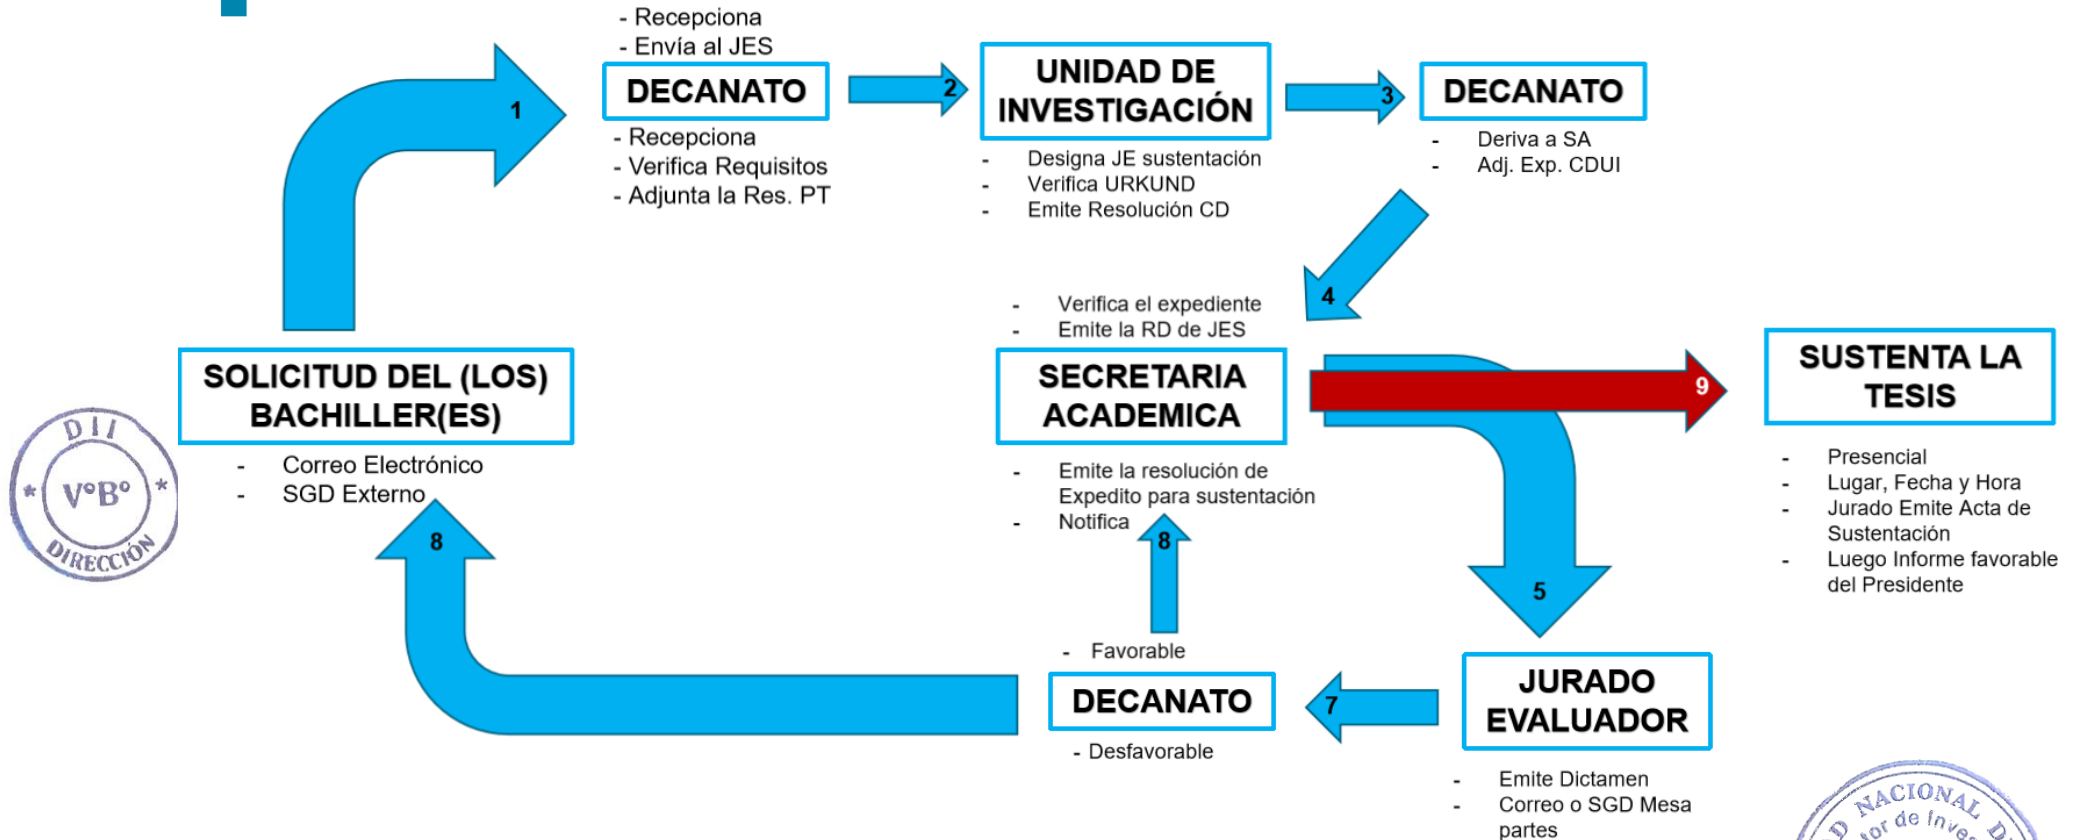 - Recepciona
- Envía al JES
DECANATO
- Recepciona
- Verifica Requisitos
- Adjunta la Res. PT
1
2
UNIDAD DE
INVESTIGACIÓN
- Designa JE sustentación
- Verifica URKUND
- Emite Resolución CD
3
DECANATO
- Deriva a SA
- Adj. Exp. CDUI
4
- Verifica el expediente
- Emite la RD de JES
SECRETARIA
ACADEMICA
- Emite la resolución de
Expedito para sustentación
- Notifica
9
SUSTENTA LA
TESIS
- Presencial
- Lugar, Fecha y Hora
- Jurado Emite Acta de
Sustentación
- Luego Informe favorable
del Presidente
SOLICITUD DEL (LOS)
BACHILLER(ES)
- Correo Electrónico
- SGD Externo
DII
* V°B° *
DIRECCIÓN
8
8
5
- Favorable
DECANATO
- Desfavorable
7
JURADO
EVALUADOR
- Emite Dictamen
- Correo o SGD Mesa
partes
NACIONAL
de